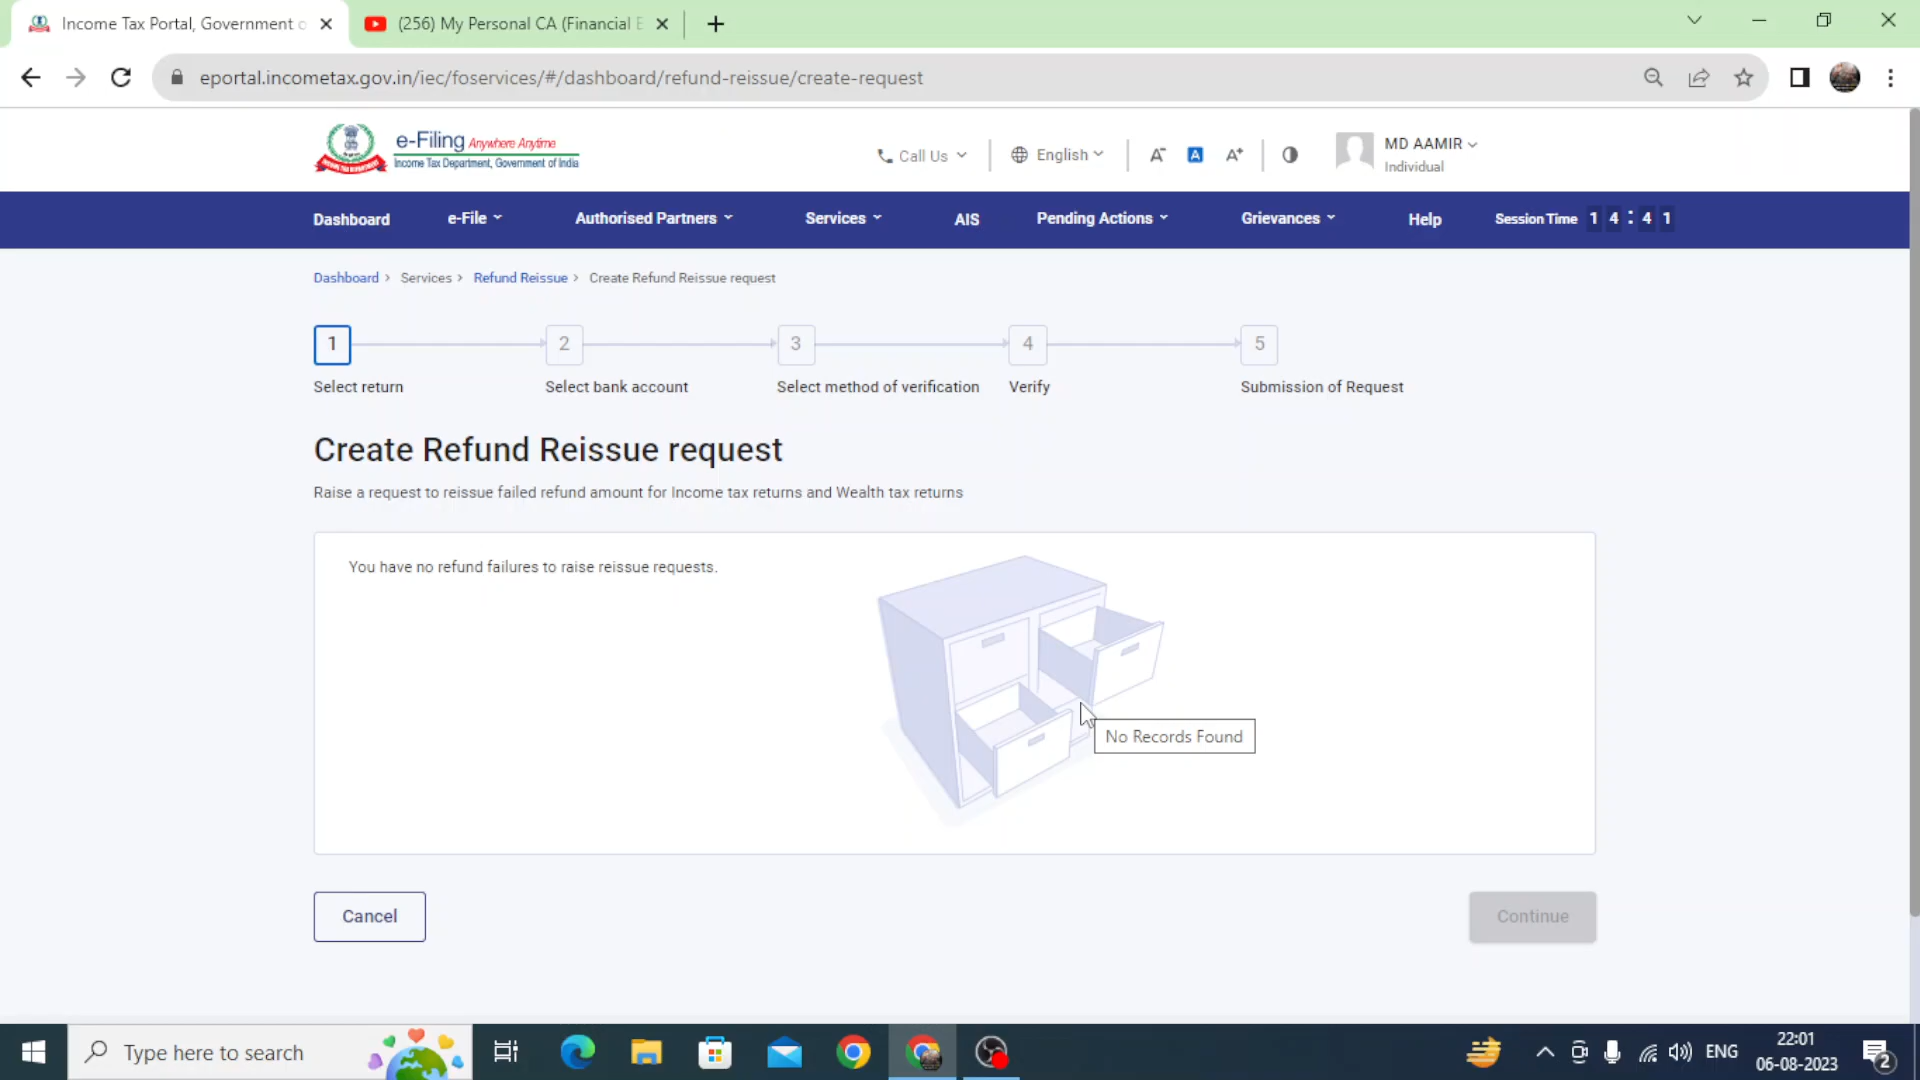 Income Tax Portal, Government o
(256) My Personal CA (Financial E
eportal.incometax.gov.in/iec/foservices/#/dashboard/refund-reissue/create-request
e-Filing Anywhere Anytime
Income Tax Department, Government of India
Call Us
English
A-
A
A+
MD AAMIR
Individual
Dashboard
e-File
Authorised Partners
Services
AIS
Pending Actions
Grievances
Help
Session Time 14:41
Dashboard > Services > Refund Reissue > Create Refund Reissue request
1
2
3
4
5
Select return
Select bank account
Select method of verification
Verify
Submission of Request
Create Refund Reissue request
Raise a request to reissue failed refund amount for Income tax returns and Wealth tax returns
You have no refund failures to raise reissue requests.
No Records Found
Cancel
Continue
Type here to search
ENG
22:01
06-08-2023
2